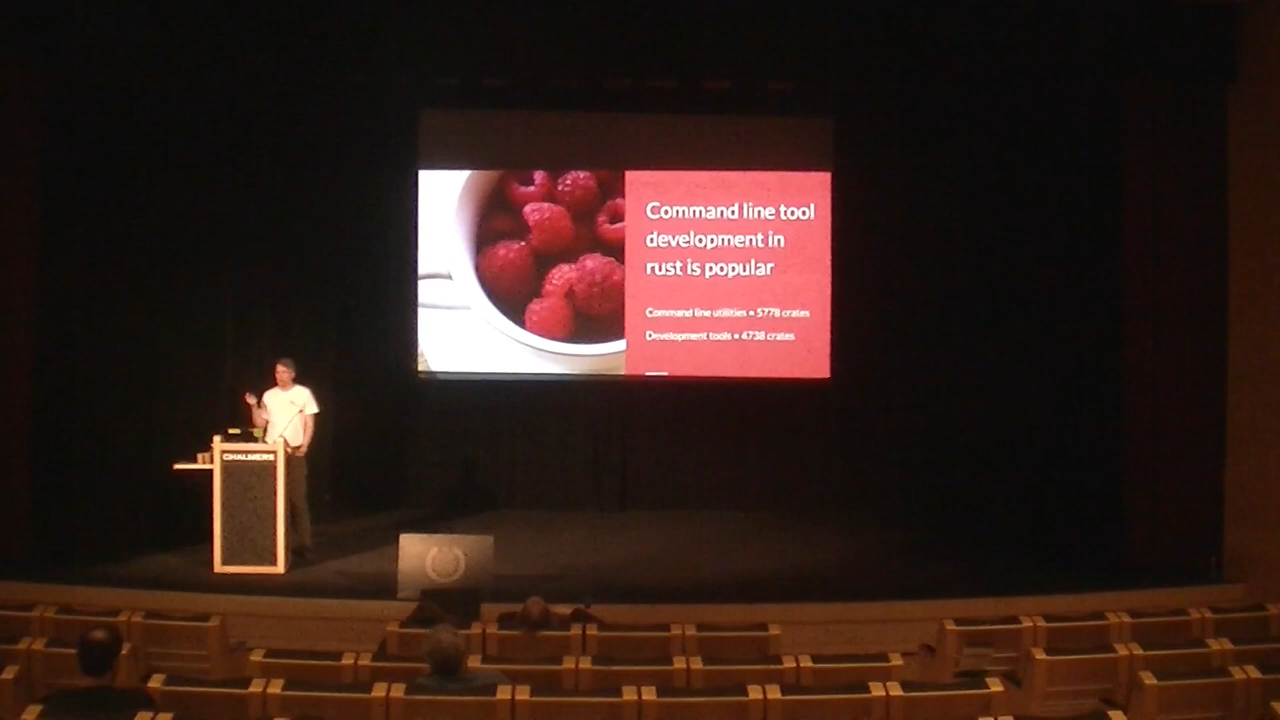 Command line tool
development in
rust is popular
Command line utilities = 5778 crates
Development tools = 4738 crates
CHALMERS